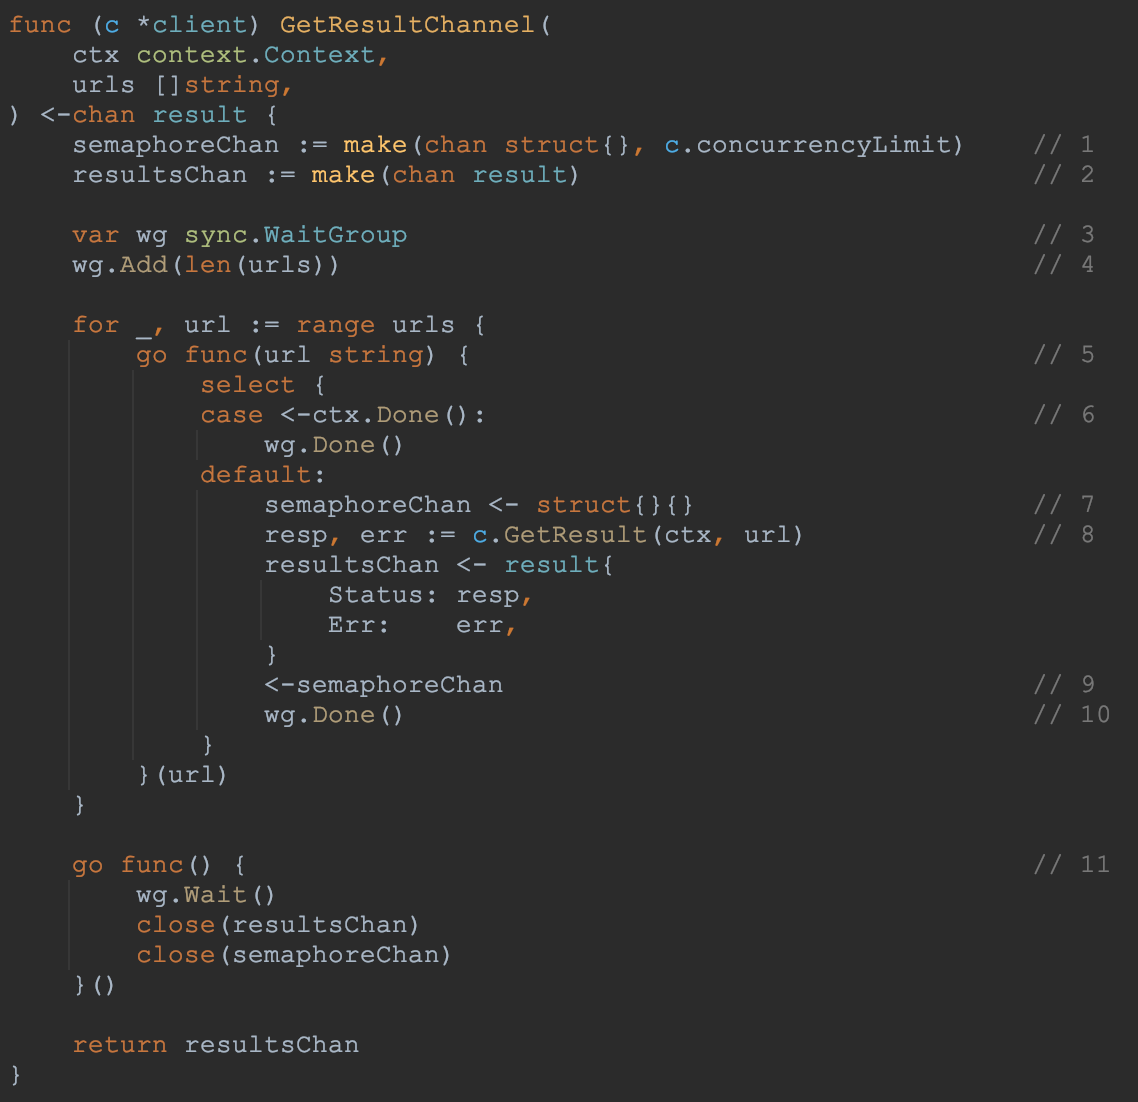 func (c *client) GetResultChannel(
    ctx context.Context,
    urls []string,
) <-chan result {
    semaphoreChan := make(chan struct{}, c.concurrencyLimit)    // 1
    resultsChan := make(chan result)    // 2
    var wg sync.WaitGroup    // 3
    wg.Add(len(urls))    // 4
    for _, url := range urls {
        go func(url string) {    // 5
            select {
            case <-ctx.Done():    // 6
                wg.Done()
            default:
                semaphoreChan <- struct{}{}    // 7
                resp, err := c.GetResult(ctx, url)    // 8
                resultsChan <- result{
                    Status: resp,
                    Err:    err,
                }
                <-semaphoreChan    // 9
                wg.Done()    // 10
            }
        }(url)
    }
    go func() {    // 11
        wg.Wait()
        close(resultsChan)
        close(semaphoreChan)
    }()
    return resultsChan
}